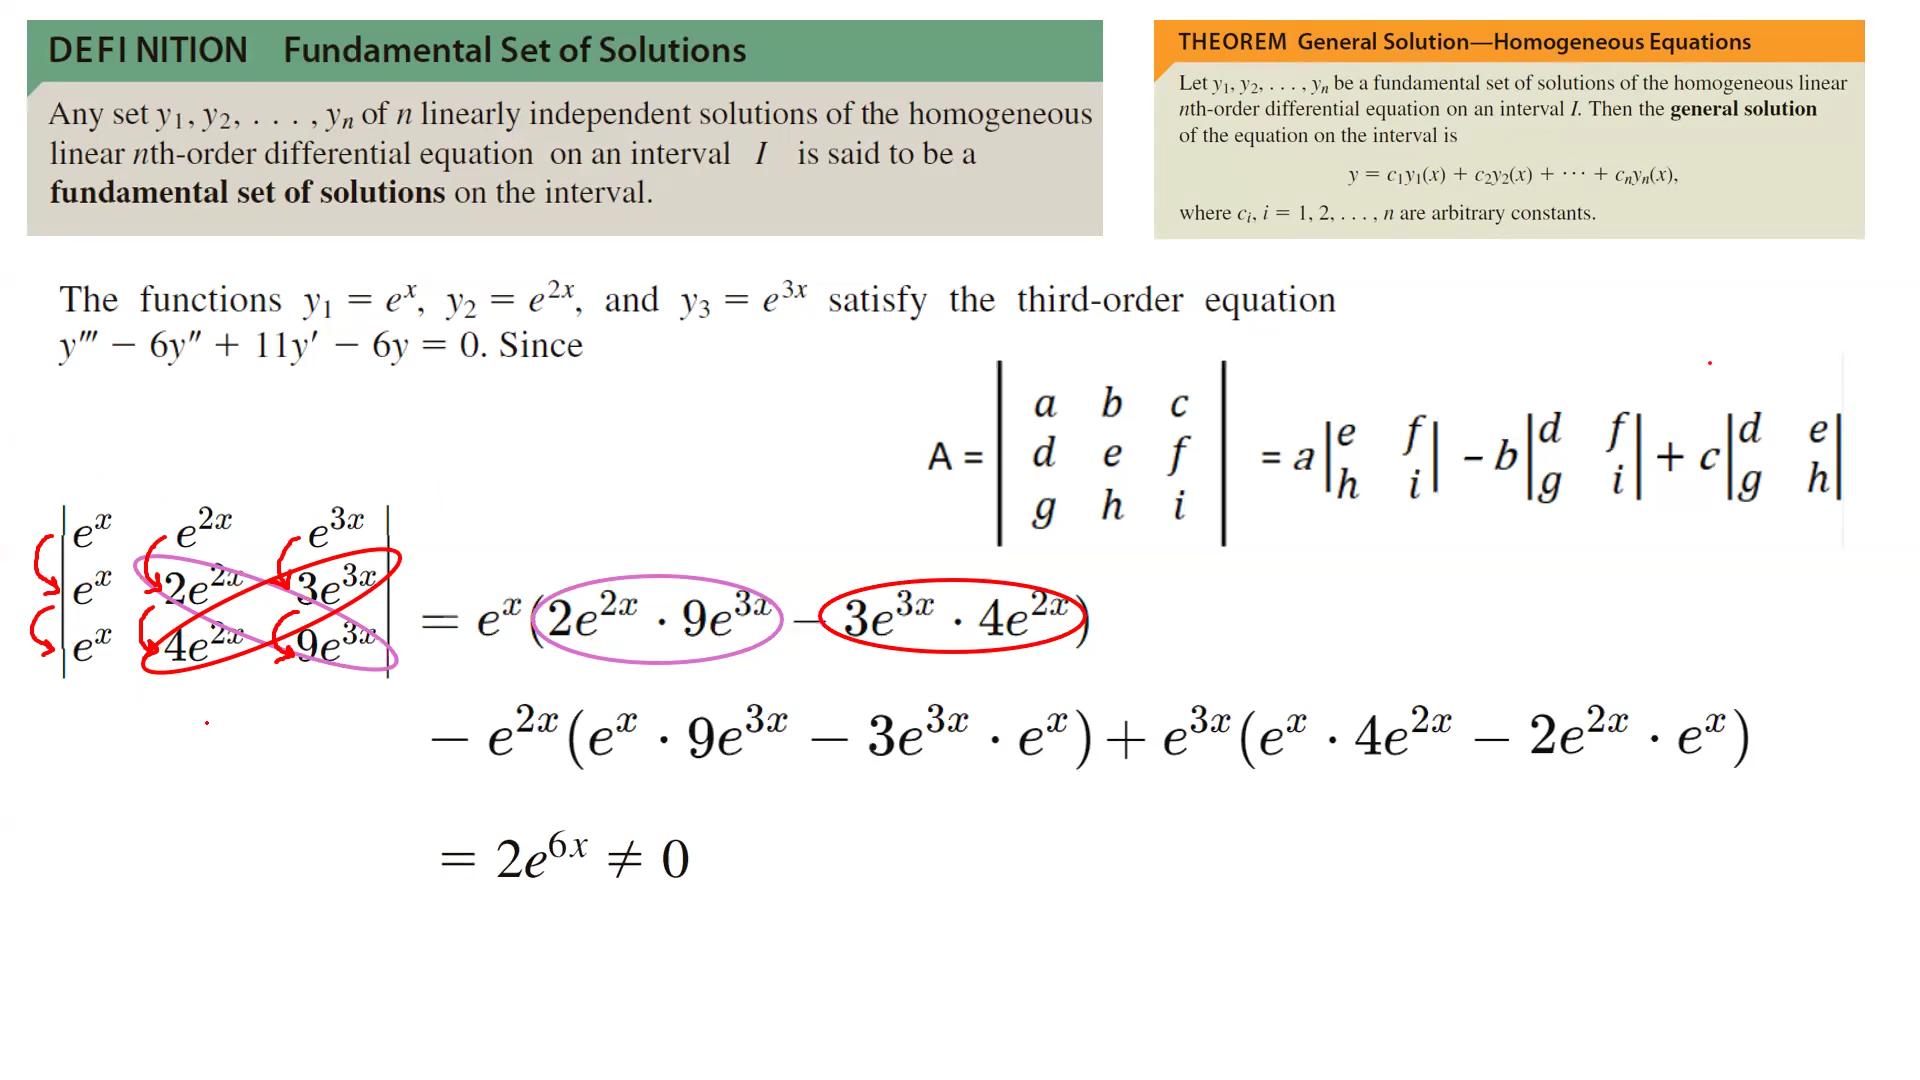 DEFINITION Fundamental Set of Solutions
Any set y₁, y₂, . . . , yₙ of n linearly independent solutions of the homogeneous
linear nth-order differential equation on an interval I is said to be a
fundamental set of solutions on the interval.
THEOREM General Solution—Homogeneous Equations
Let y₁, y₂, . . . , yₙ be a fundamental set of solutions of the homogeneous linear
nth-order differential equation on an interval I. Then the general solution
of the equation on the interval is
y = c₁y₁(x) + c₂y₂(x) + ⋯ + cₙyₙ(x),
where cᵢ, i = 1, 2, . . . , n are arbitrary constants.
The functions y₁ = eˣ, y₂ = e²ˣ, and y₃ = e³ˣ satisfy the third-order equation
y‴ − 6y″ + 11y′ − 6y = 0. Since
A = |a b c
d e f
g h i| = a|e f
h i| − b|d f
g i| + c|d e
g h|
|eˣ e²ˣ e³ˣ
eˣ 2e²ˣ 3e³ˣ
eˣ 4e²ˣ 9e³ˣ| = eˣ(2e²ˣ · 9e³ˣ − 3e³ˣ · 4e²ˣ)
− e²ˣ(eˣ · 9e³ˣ − 3e³ˣ · eˣ) + e³ˣ(eˣ · 4e²ˣ − 2e²ˣ · eˣ)
= 2e⁶ˣ ≠ 0